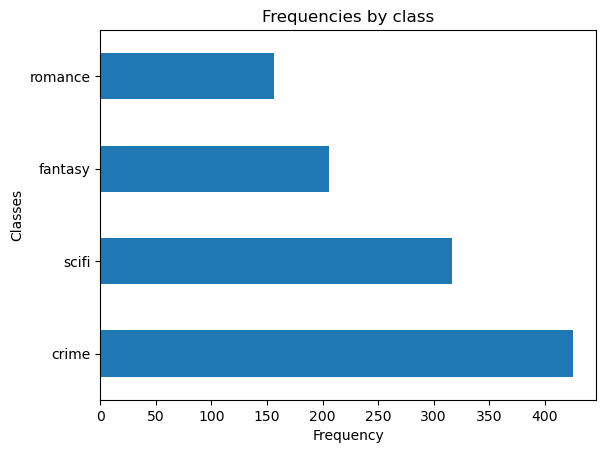 Frequencies by class
Classes
romance
fantasy
scifi
crime
0 50 100 150 200 250 300 350 400
Frequency